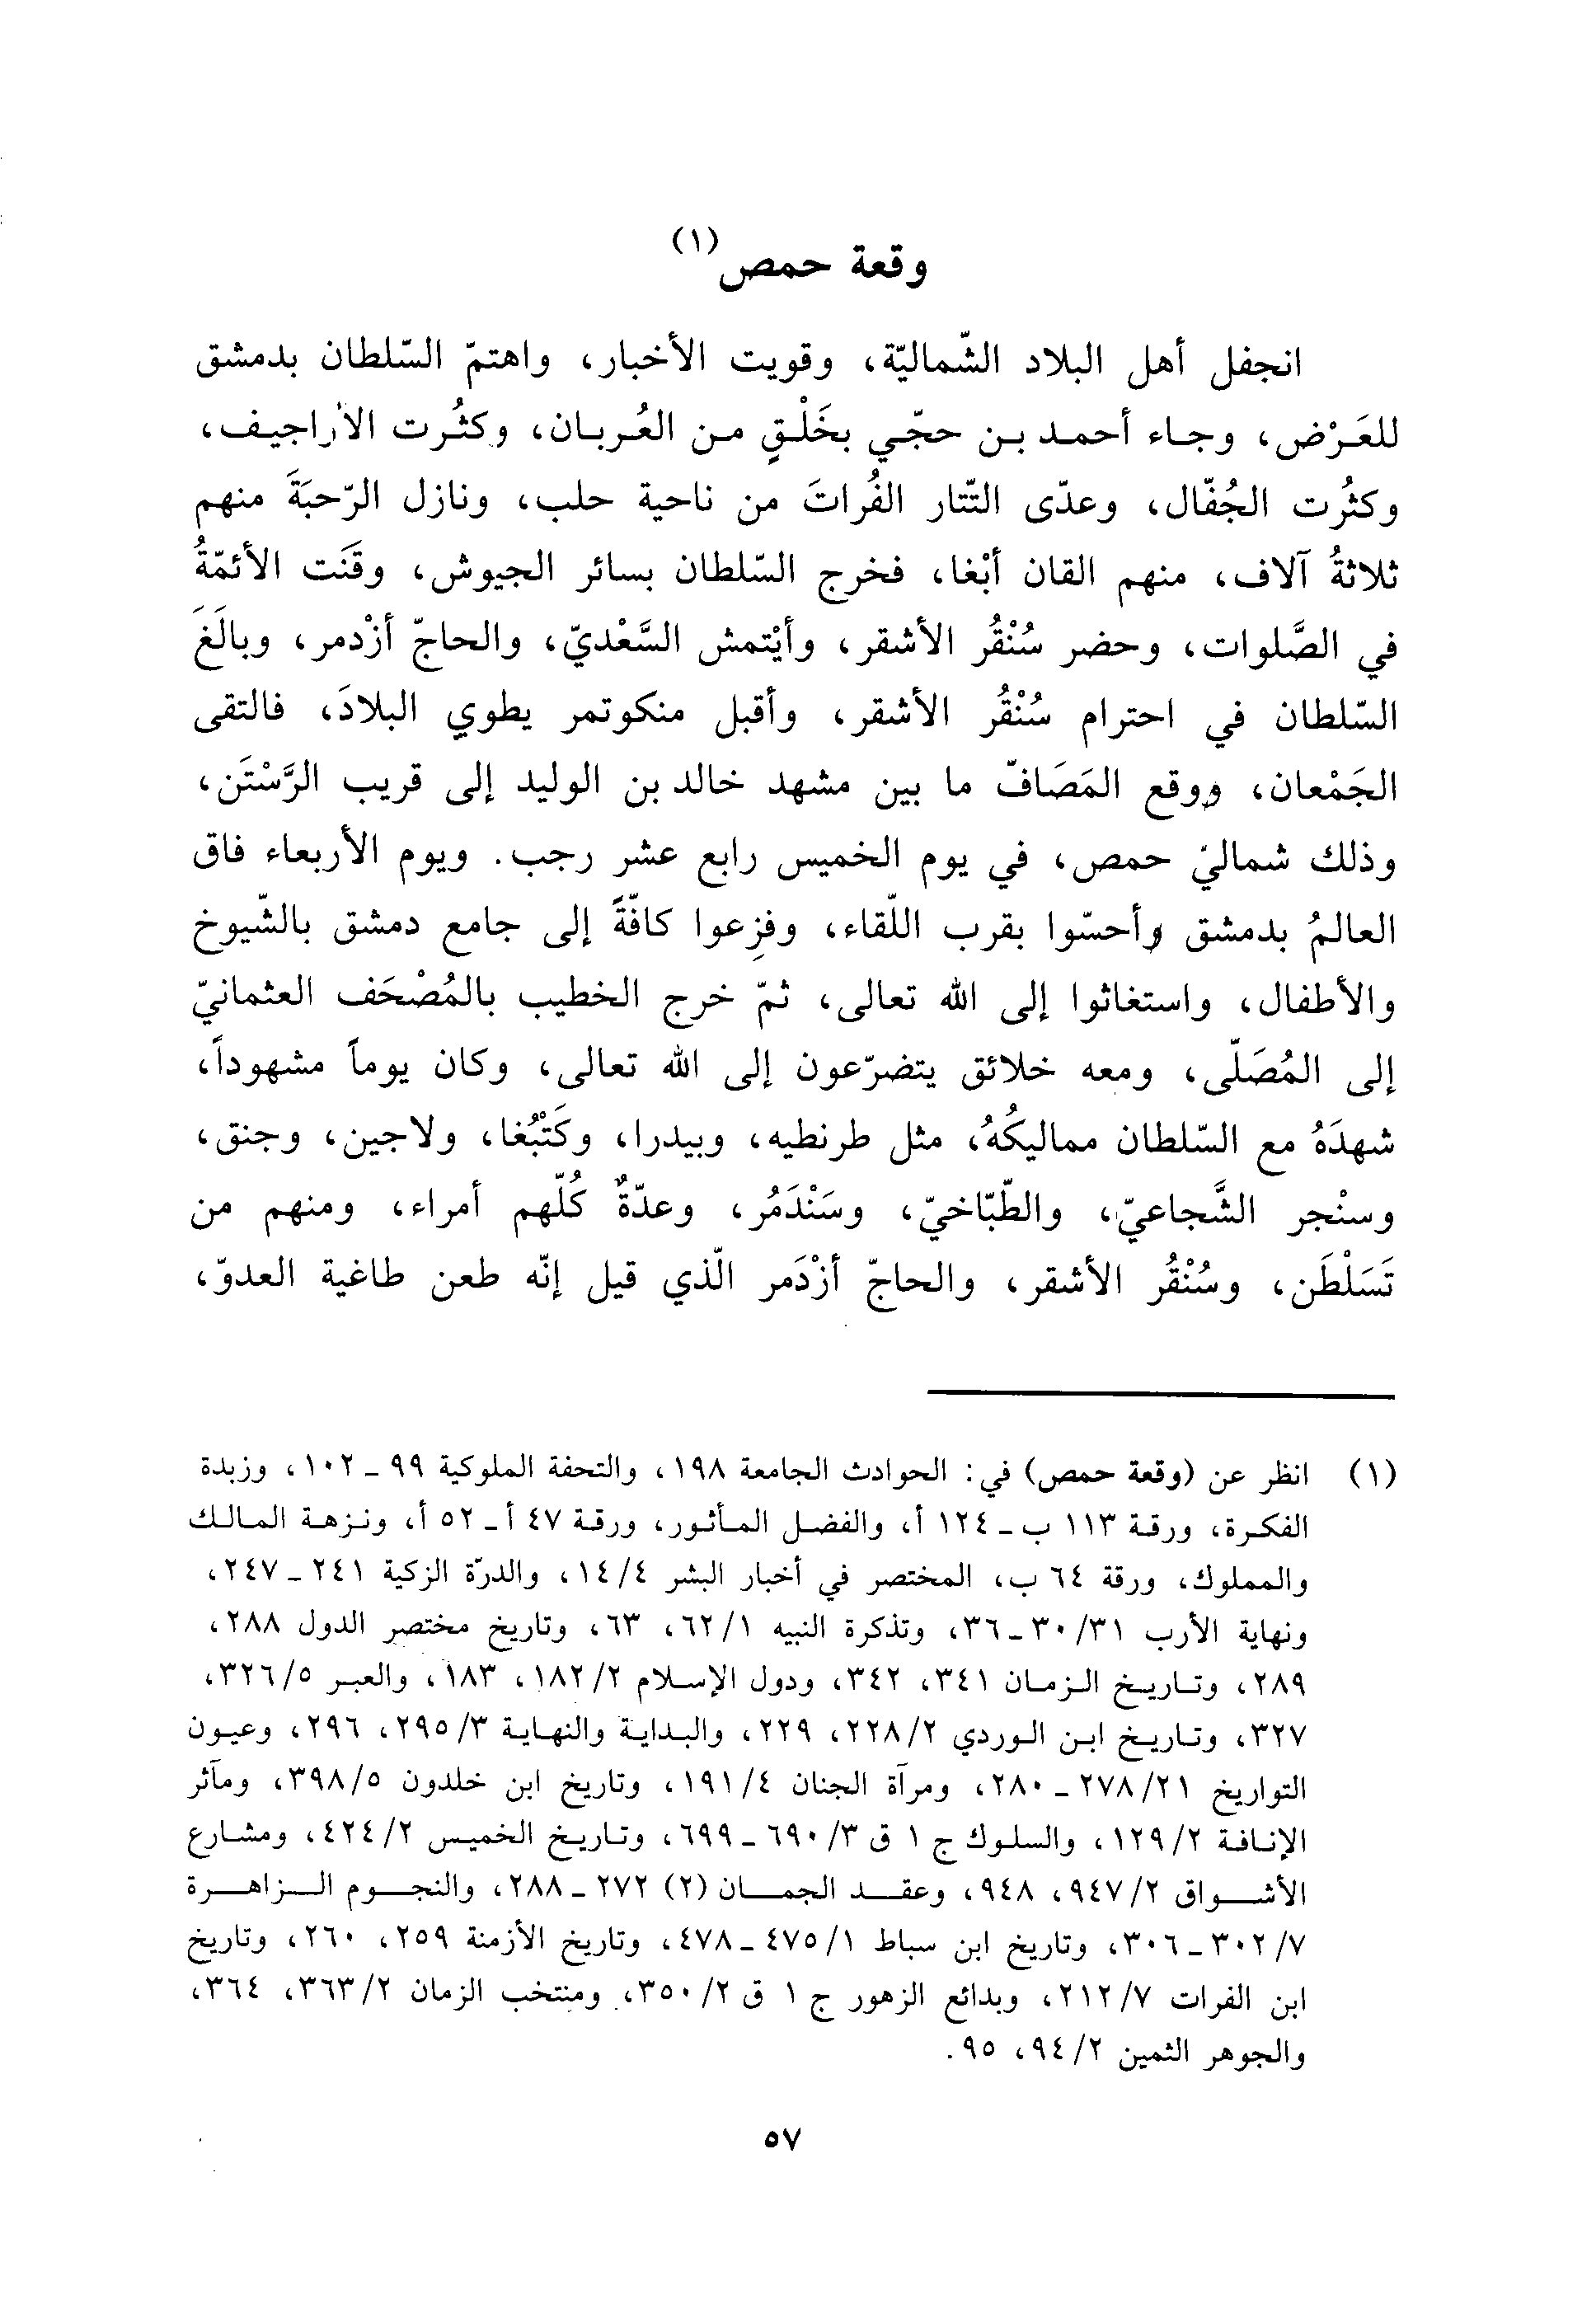 وقعة حمص(١)
انجفل أهل البلاد الشّماليّة، وقويت الأخبار، واهتمّ السّلطان بدمشق
للعَرْض، وجاء أحمد بن حجّي بخَلْقٍ من العُربان، وكثُرت الأراجيف،
وكثُرت الجُفّال، وعدّى التّتار الفُراتَ من ناحية حلب، ونازل الرّحبَةَ منهم
ثلاثةُ آلاف، منهم القان أبْغا، فخرج السّلطان بسائر الجيوش، وقَنَت الأئمّةُ
في الصَّلوات، وحضر سُنْقُر الأشقر، وأيْتمش السَّعْديّ، والحاجّ أزْدمر، وبالَغَ
السّلطان في احترام سُنْقُر الأشقر، وأقبل منكوتمر يطوي البلادَ، فالتقى
الجَمْعان، ووقع المَصَافّ ما بين مشهد خالد بن الوليد إلى قريب الرَّسْتَن،
وذلك شماليْ حمص، في يوم الخميس رابع عشر رجب. ويوم الأربعاء فاق
العالمُ بدمشق وأحسّوا بقرب اللّقاء، وفزِعوا كافّةً إلى جامع دمشق بالشّيوخ
والأطفال، واستغاثوا إلى الله تعالى، ثمّ خرج الخطيب بالمُصْحَف العثمانيّ
إلى المُصَلّى، ومعه خلائق يتضرّعون إلى الله تعالى، وكان يوماً مشهوداً،
شهدَهُ مع السّلطان مماليكُهُ، مثل طرنطيه، وبيدرا، وكَتْبُغا، ولاجين، وجنق،
وسنْجر الشَّجاعيّ، والطّبّاخيّ، وسَنْدَمُر، وعدّةٌ كُلّهم أمراء، ومنهم من
تَسَلْطَن، وسُنْقُر الأشقر، والحاجّ أزْدَمر الّذي قيل إنّه طعن طاغية العدوّ،
(١) انظر عن (وقعة حمص) في: الحوادث الجامعة ١٩٨، والتحفة الملوكية ٩٩ ـ ١٠٢، وزبدة
الفكرة، ورقة ١١٣ ب ـ ١٢٤ أ، والفضل المأثور، ورقة ٤٧ أ ـ ٥٢ أ، ونزهة المالك
والمملوك، ورقة ٦٤ ب، المختصر في أخبار البشر ١٤/٤، والدرّة الزكية ٢٤١ ـ ٢٤٧،
ونهاية الأرب ٣٠/٣١ ـ ٣٦، وتذكرة النبيه ٦٢/١، ٦٣، وتاريخ مختصر الدول ٢٨٨،
٢٨٩، وتاريخ الزمان ٣٤١، ٣٤٢، ودول الإسلام ١٨٢/٢، ١٨٣، والعبر ٣٢٦/٥،
٣٢٧، وتاريخ ابن الوردي ٢٢٨/٢، ٢٢٩، والبداية والنهاية ٢٩٥/٣، ٢٩٦، وعيون
التواريخ ٢٧٨/٢١ ـ ٢٨٠، ومرآة الجنان ١٩١/٤، وتاريخ ابن خلدون ٣٩٨/٥، ومآثر
الإنافة ١٢٩/٢، والسلوك ج ١ ق ٦٩٠/٣ ـ ٦٩٩، وتاريخ الخميس ٤٢٤/٢، ومشارع
الأشواق ٩٤٧/٢، ٩٤٨، وعقد الجمان (٢) ٢٧٢ ـ ٢٨٨، والنجوم الزاهرة
٣٠٢/٧ ـ ٣٠٦، وتاريخ ابن سباط ٤٧٥/١ ـ ٤٧٨، وتاريخ الأزمنة ٢٥٩، ٢٦٠، وتاريخ
ابن الفرات ٢١٢/٧، وبدائع الزهور ج ١ ق ٣٥٠/٢، ومنتخب الزمان ٣٦٣/٢، ٣٦٤،
والجوهر الثمين ٩٤/٢، ٩٥.
٥٧